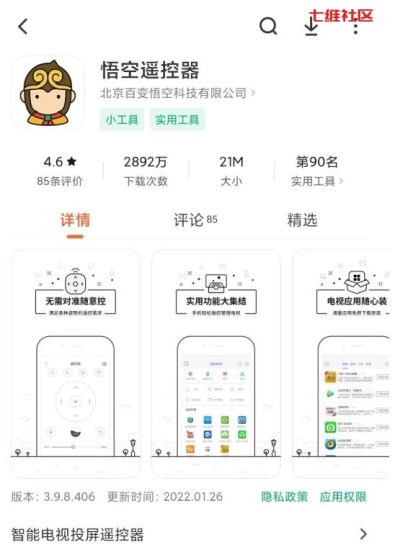 七维社区
悟空遥控器
北京百变悟空科技有限公司
小工具 实用工具
4.6★ 2892万 21M 第90名
85条评价 下载次数 大小 实用工具
详情 评论 85 精选
无需对准随意控 实用功能大集结 电视应用随心装
满足各种姿势的遥控需求 手机轻松操控管理电视 海量应用免费下载安装
版本:3.9.8.406 更新时间:2022.01.26 隐私政策 应用权限
智能电视投屏遥控器